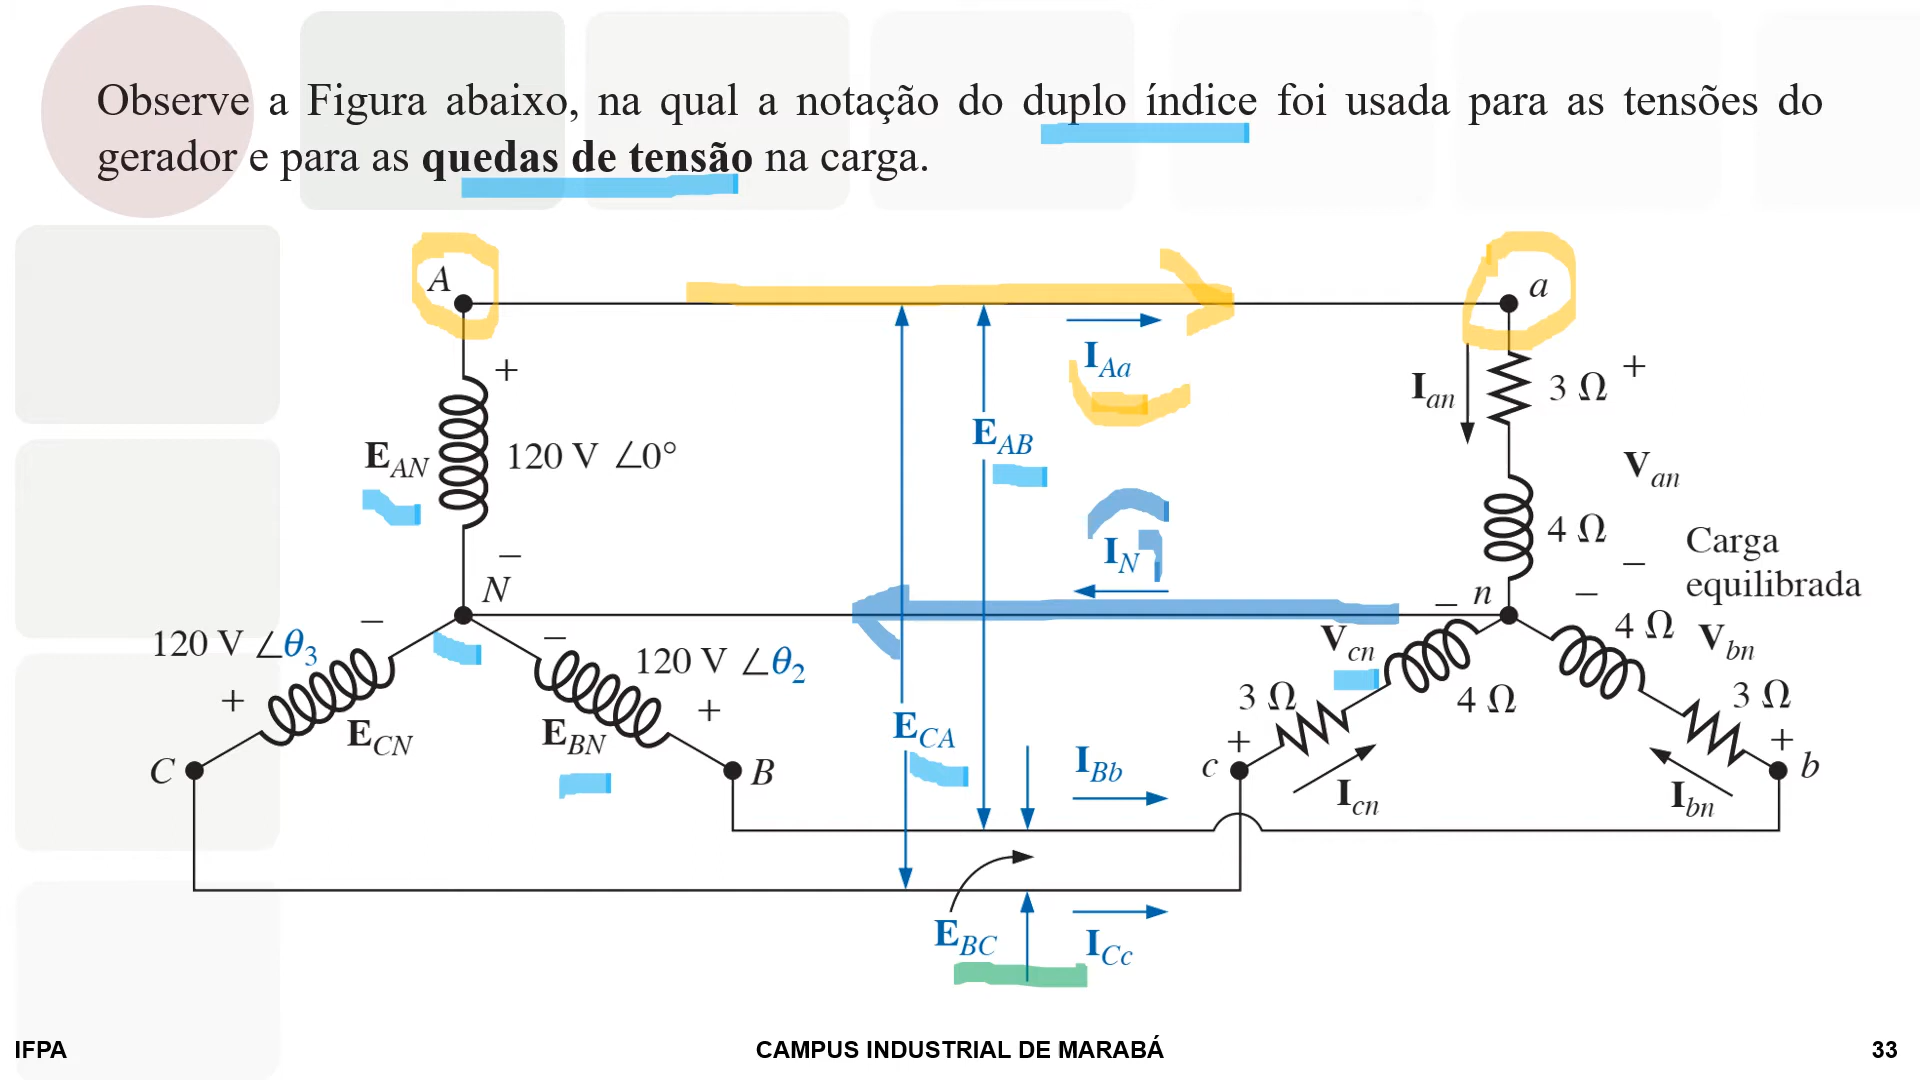 Observe a Figura abaixo, na qual a notação do duplo índice foi usada para as tensões do
gerador e para as quedas de tensão na carga.
A
a
+
I_Aa
I_an
3 Ω
+
E_AB
E_AN
120 V ∠0°
V_an
I_N
4 Ω
Carga
equilibrada
−
N
−
n
−
−
120 V ∠θ3
−
−
120 V ∠θ2
V_cn
4 Ω
V_bn
+
E_CN
E_BN
+
E_CA
3 Ω
4 Ω
3 Ω
C
B
I_Bb
+
c
I_cn
I_bn
+
b
E_BC
I_Cc
IFPA
CAMPUS INDUSTRIAL DE MARABÁ
33